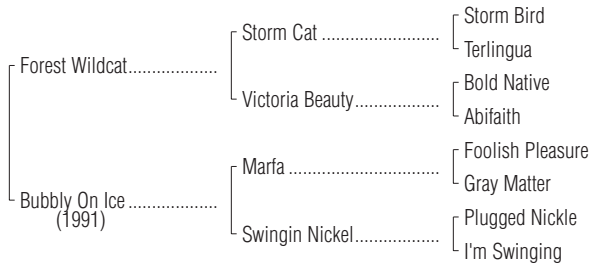 Storm Bird
Storm Cat ........................
Terlingua
Forest Wildcat..................
Bold Native
Victoria Beauty.................
Abifaith
Foolish Pleasure
Marfa ...............................
Gray Matter
Bubbly On Ice ..................
(1991)
Plugged Nickle
Swingin Nickel.................
I'm Swinging